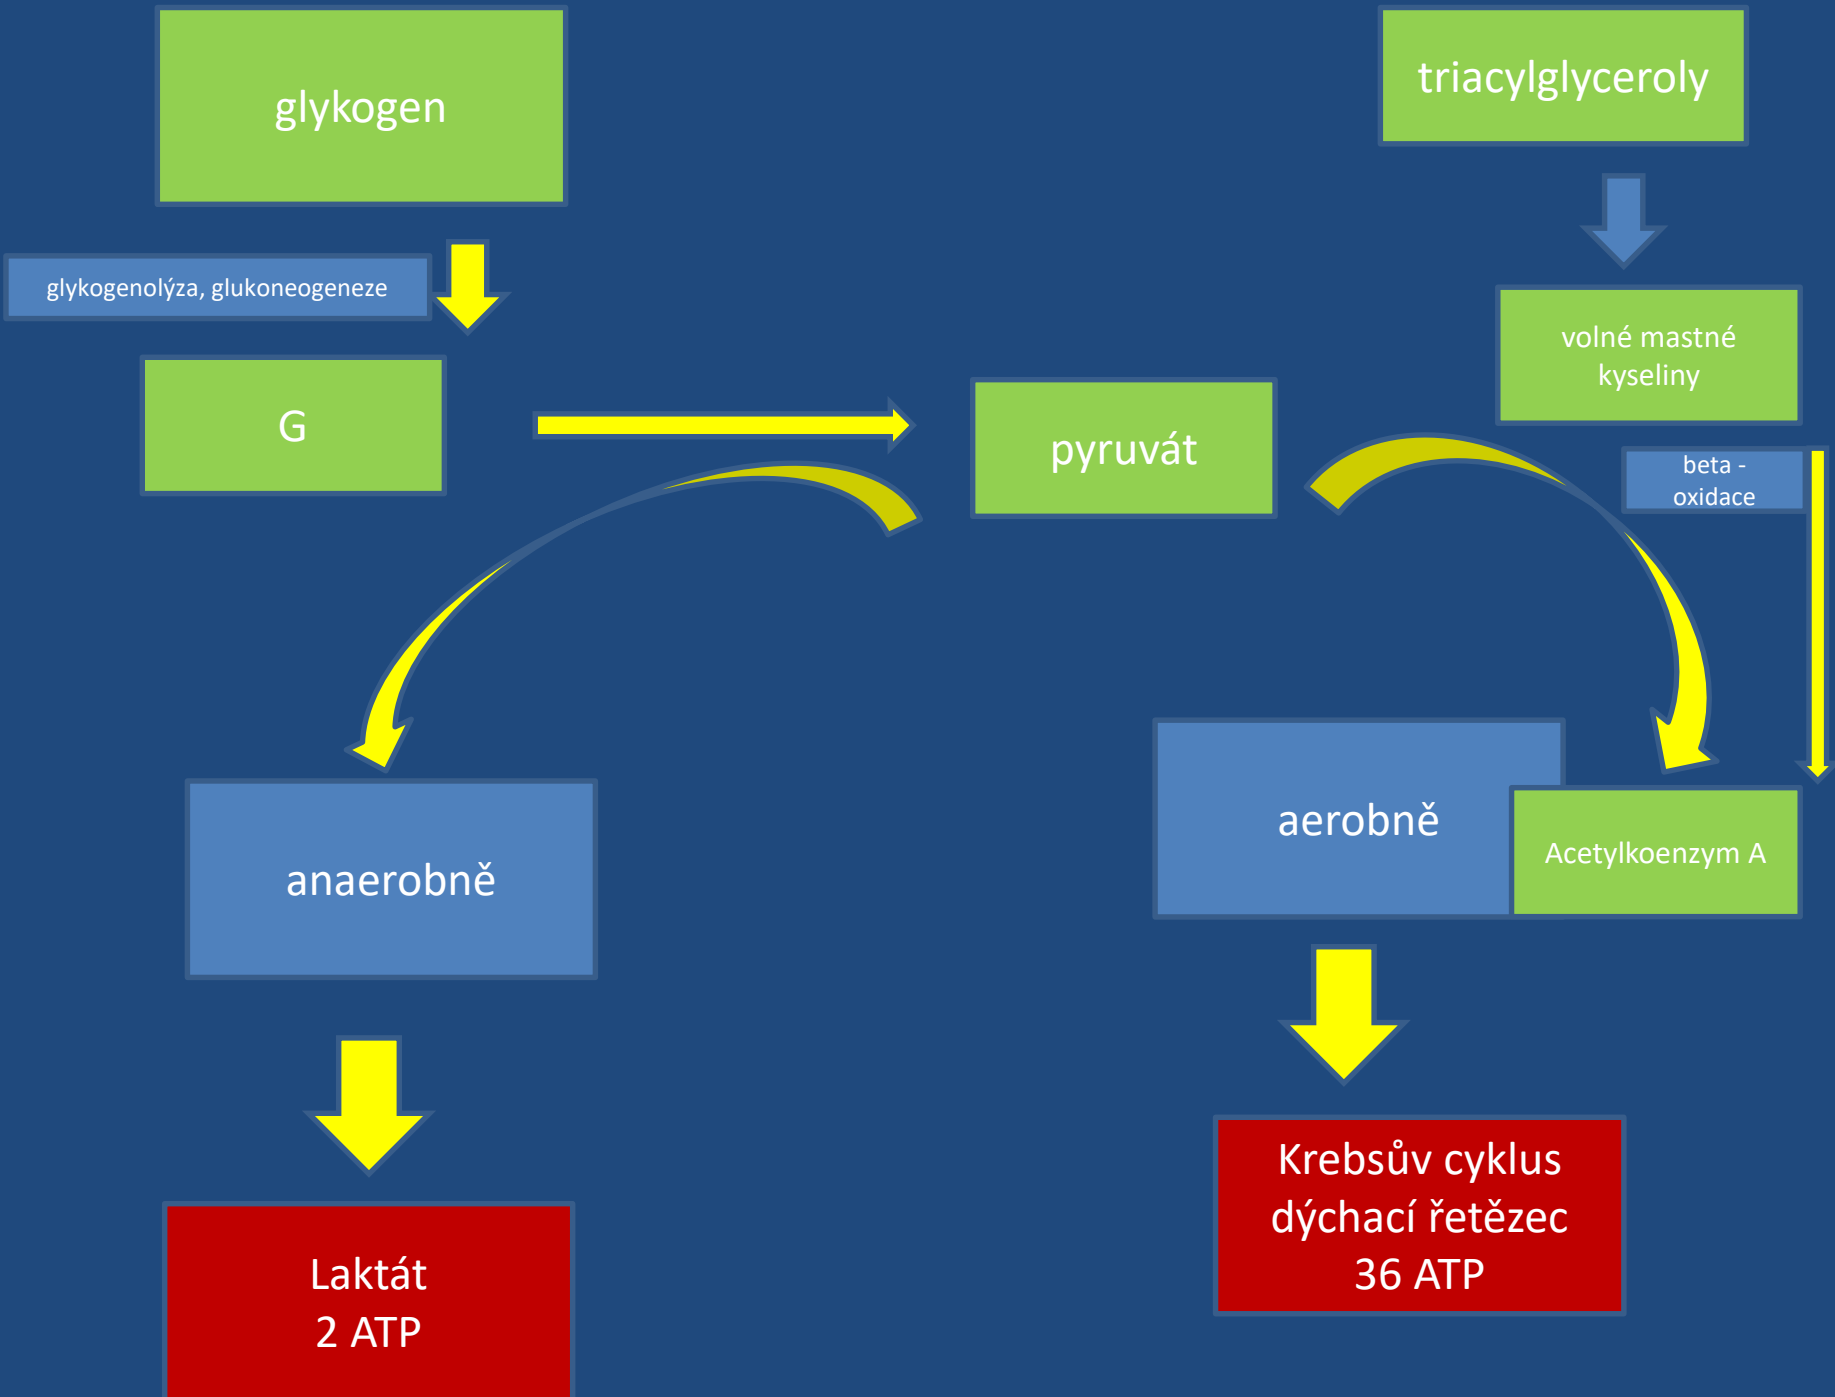 glykogen
triacylglyceroly
glykogenolýza, glukoneogeneze
volné mastné
kyseliny
G
pyruvát
beta -
oxidace
anaerobně
aerobně
Acetylkoenzym A
Laktát
2 ATP
Krebsův cyklus
dýchací řetězec
36 ATP